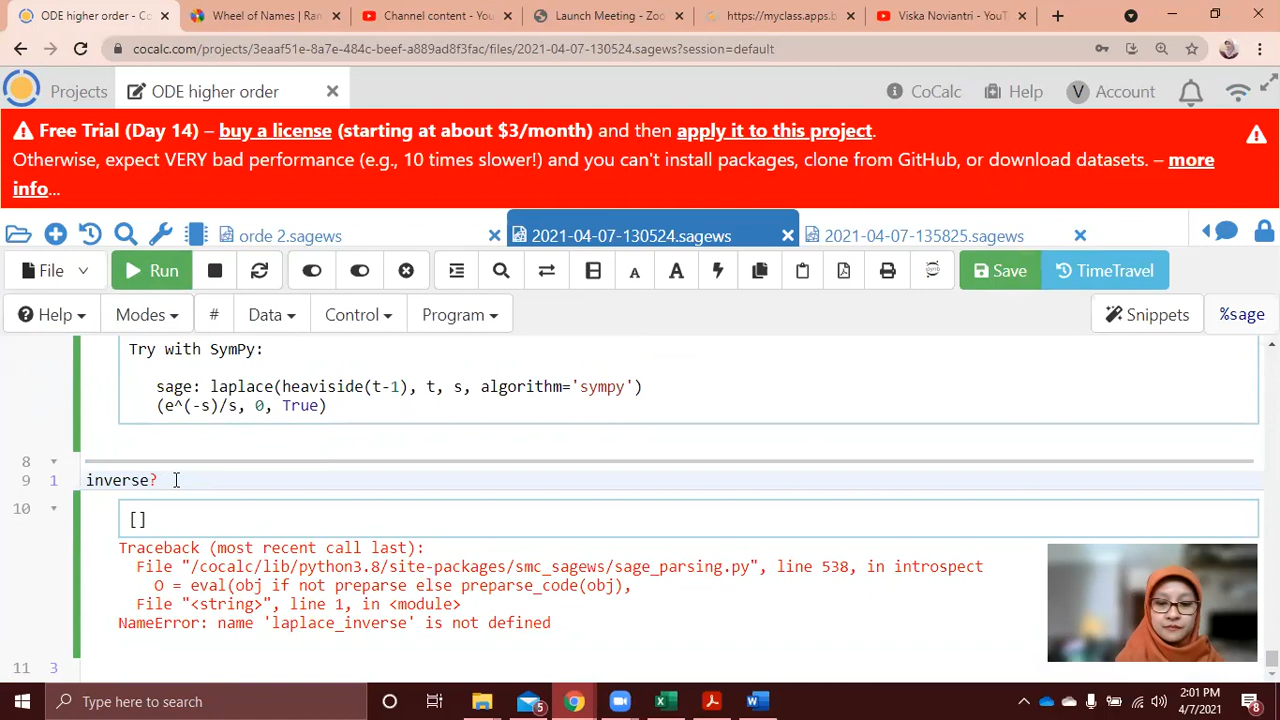 ODE higher order - Co
Wheel of Names | Ran
Channel content - You
Launch Meeting - Zoo
https://myclass.apps.b
Viska Noviantri - YouT
cocalc.com/projects/3eaaf51e-8a7e-484c-beef-a889ad8f3fac/files/2021-04-07-130524.sagews?session=default
Projects
ODE higher order
CoCalc
Help
V Account
Free Trial (Day 14) – buy a license (starting at about $3/month) and then apply it to this project.
Otherwise, expect VERY bad performance (e.g., 10 times slower!) and you can't install packages, clone from GitHub, or download datasets. – more
info...
orde 2.sagews
2021-04-07-130524.sagews
2021-04-07-135825.sagews
File
Run
A
A
Save
TimeTravel
Help
Modes
#
Data
Control
Program
Snippets
%sage
Try with SymPy:
sage: laplace(heaviside(t-1), t, s, algorithm='sympy')
(e^(-s)/s, 0, True)
8
9 1 inverse?
10
[]
Traceback (most recent call last):
File "/cocalc/lib/python3.8/site-packages/smc_sagews/sage_parsing.py", line 538, in introspect
O = eval(obj if not preparse else preparse_code(obj),
File "<string>", line 1, in <module>
NameError: name 'laplace_inverse' is not defined
11 3
Type here to search
5
2:01 PM
4/7/2021
8